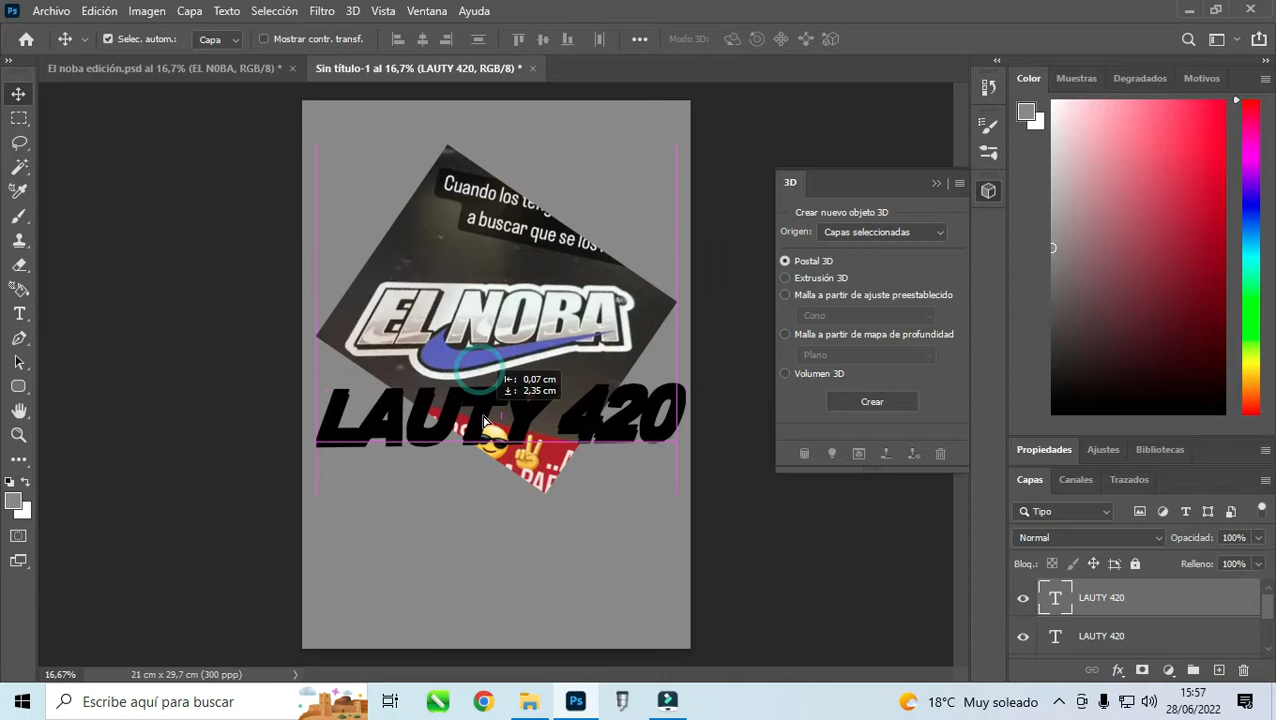 Ps Archivo Edición Imagen Capa Texto Selección Filtro 3D Vista Ventana Ayuda
Selec. autom.: Capa Mostrar contr. transf. Modo 3D:
El noba edición.psd al 16,7% (EL N0BA, RGB/8) * Sin título-1 al 16,7% (LAUTY 420, RGB/8) *
Color Muestras Degradados Motivos
Cuando los
a buscar que se los
EL NOBA
LAUTY 420
0,07 cm
2,35 cm
3D
Crear nuevo objeto 3D
Origen: Capas seleccionadas
Postal 3D
Extrusión 3D
Malla a partir de ajuste preestablecido
Cono
Malla a partir de mapa de profundidad
Plano
Volumen 3D
Crear
Propiedades Ajustes Bibliotecas
Capas Canales Trazados
Tipo
Normal Opacidad: 100%
Bloq.: Relleno: 100%
T LAUTY 420
T LAUTY 420
16,67% 21 cm x 29,7 cm (300 ppp)
Escribe aquí para buscar
Ps
18°C Muy soleado
15:57
28/06/2022